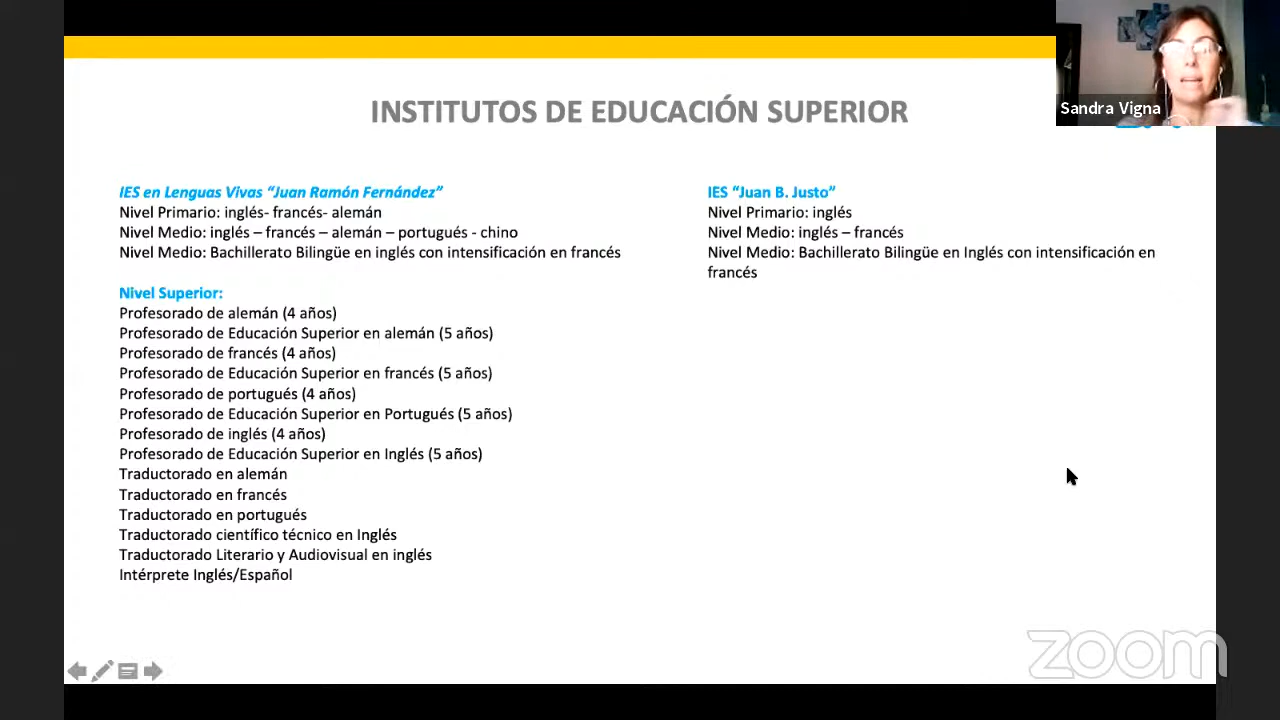 INSTITUTOS DE EDUCACIÓN SUPERIOR
Sandra Vigna
IES en Lenguas Vivas “Juan Ramón Fernández”
Nivel Primario: inglés- francés- alemán
Nivel Medio: inglés – francés – alemán – portugués - chino
Nivel Medio: Bachillerato Bilingüe en inglés con intensificación en francés
Nivel Superior:
Profesorado de alemán (4 años)
Profesorado de Educación Superior en alemán (5 años)
Profesorado de francés (4 años)
Profesorado de Educación Superior en francés (5 años)
Profesorado de portugués (4 años)
Profesorado de Educación Superior en Portugués (5 años)
Profesorado de inglés (4 años)
Profesorado de Educación Superior en Inglés (5 años)
Traductorado en alemán
Traductorado en francés
Traductorado en portugués
Traductorado científico técnico en Inglés
Traductorado Literario y Audiovisual en inglés
Intérprete Inglés/Español
IES “Juan B. Justo”
Nivel Primario: inglés
Nivel Medio: inglés – francés
Nivel Medio: Bachillerato Bilingüe en Inglés con intensificación en
francés
zoom